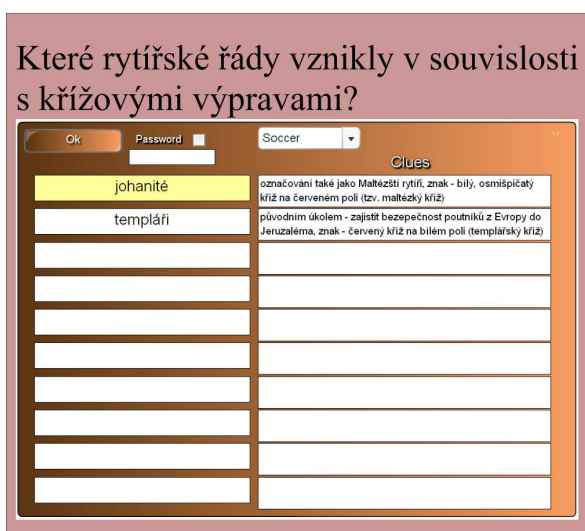 Které rytířské řády vznikly v souvislosti
s křížovými výpravami?
Ok
Password
Soccer
Clues
johanité
označování také jako Maltézští rytíři, znak - bílý, osmišpičatý
kříž na červeném poli (tzv. maltézký kříž)
templáři
původním úkolem - zajistit bezepečnost poutníků z Evropy do
Jeruzaléma, znak - červený kříž na bílém poli (templářský kříž)